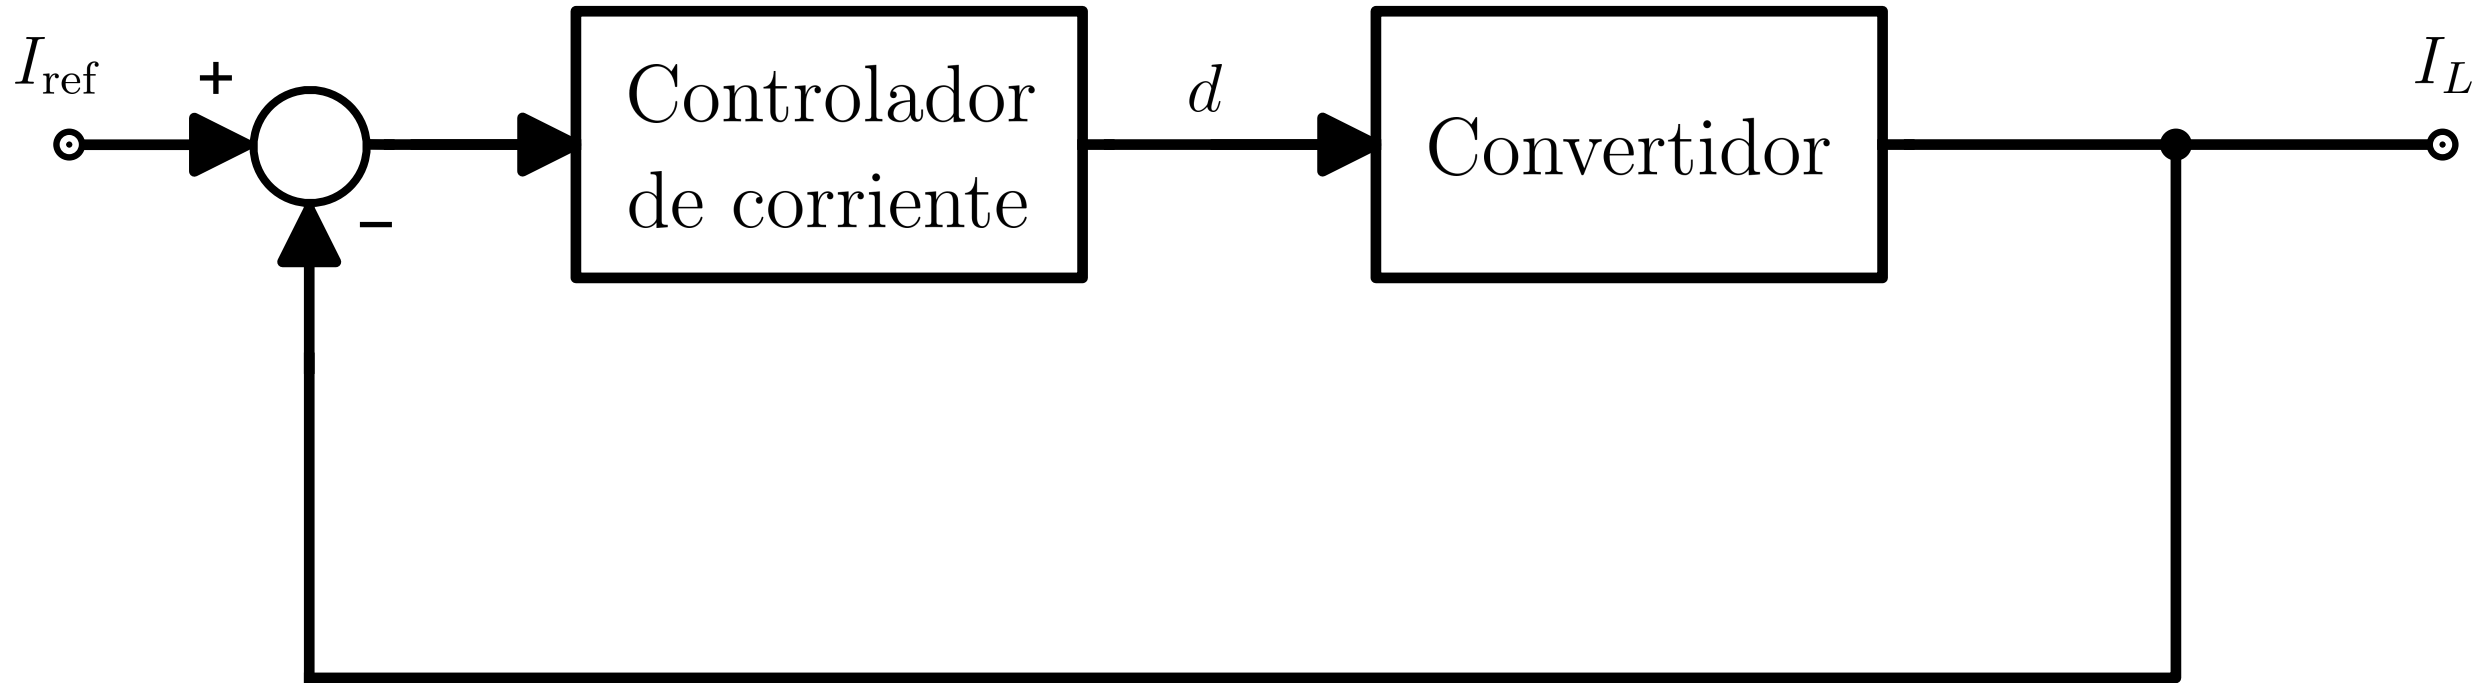 I_ref
+
−
Controlador
de corriente
d
Convertidor
I_L